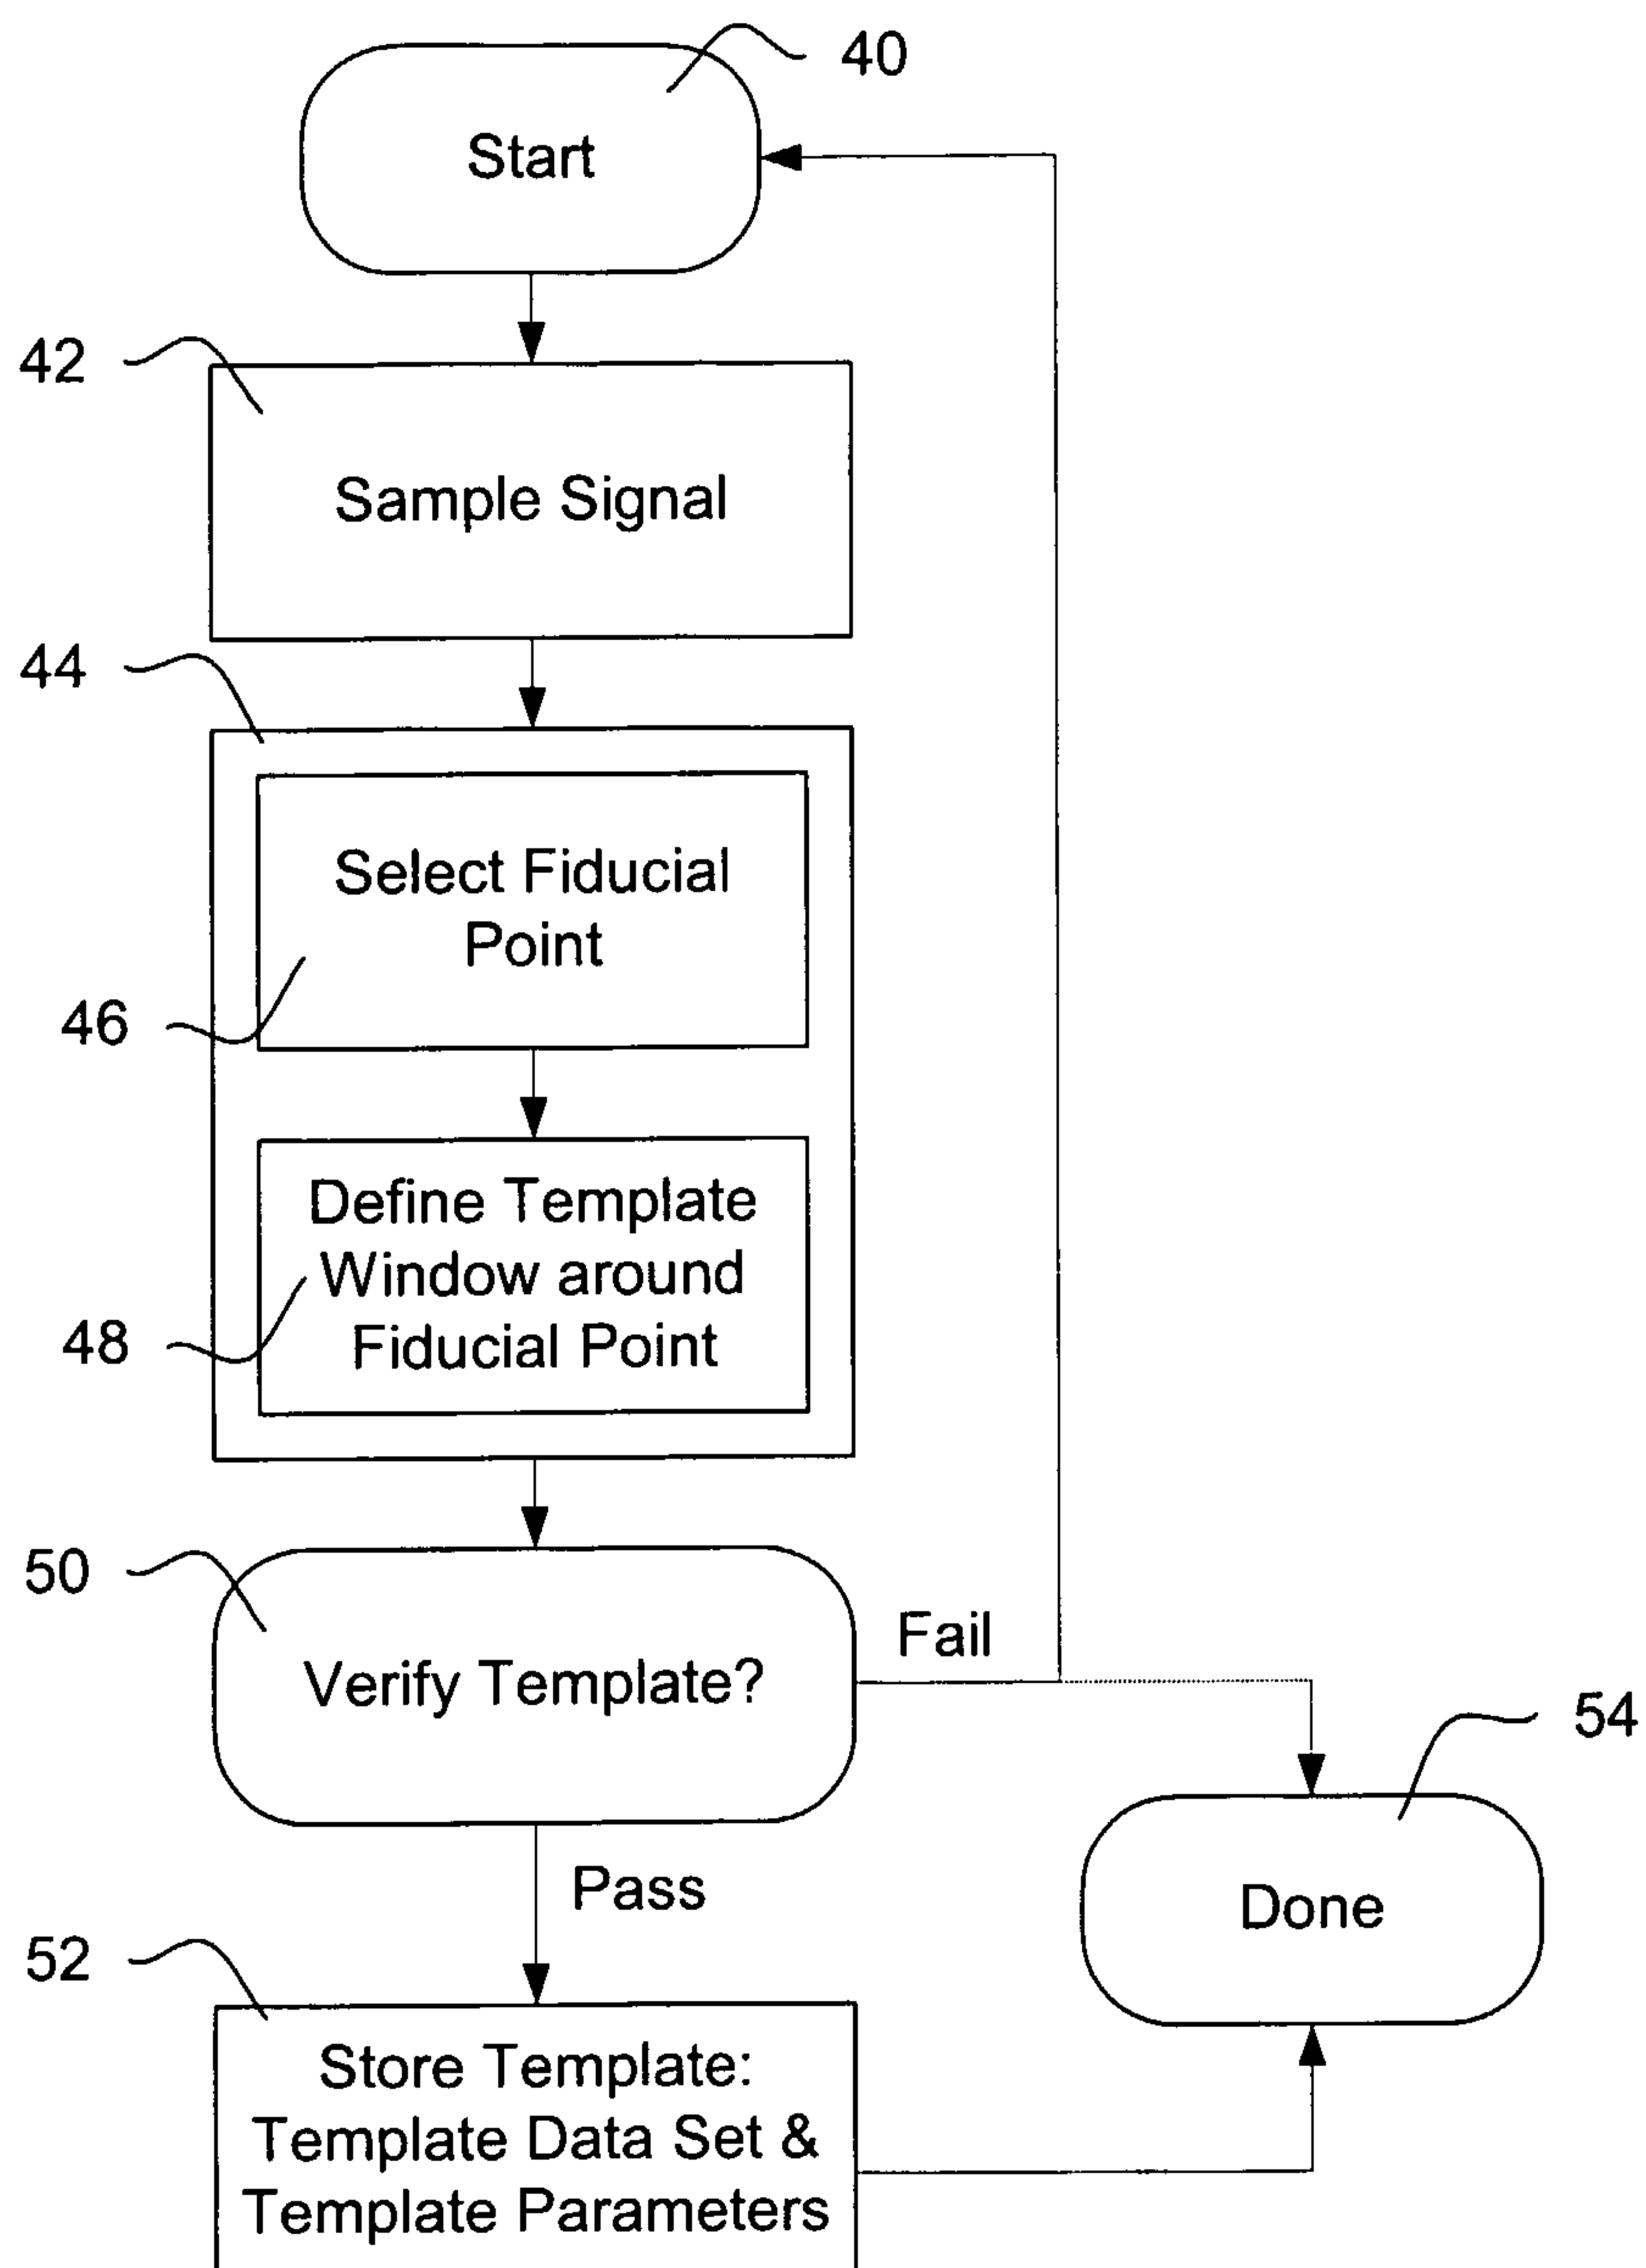 40
Start
42
Sample Signal
44
Select Fiducial
Point
46
Define Template
Window around
Fiducial Point
48
50
Verify Template?
Fail
54
Pass
Done
52
Store Template:
Template Data Set &
Template Parameters